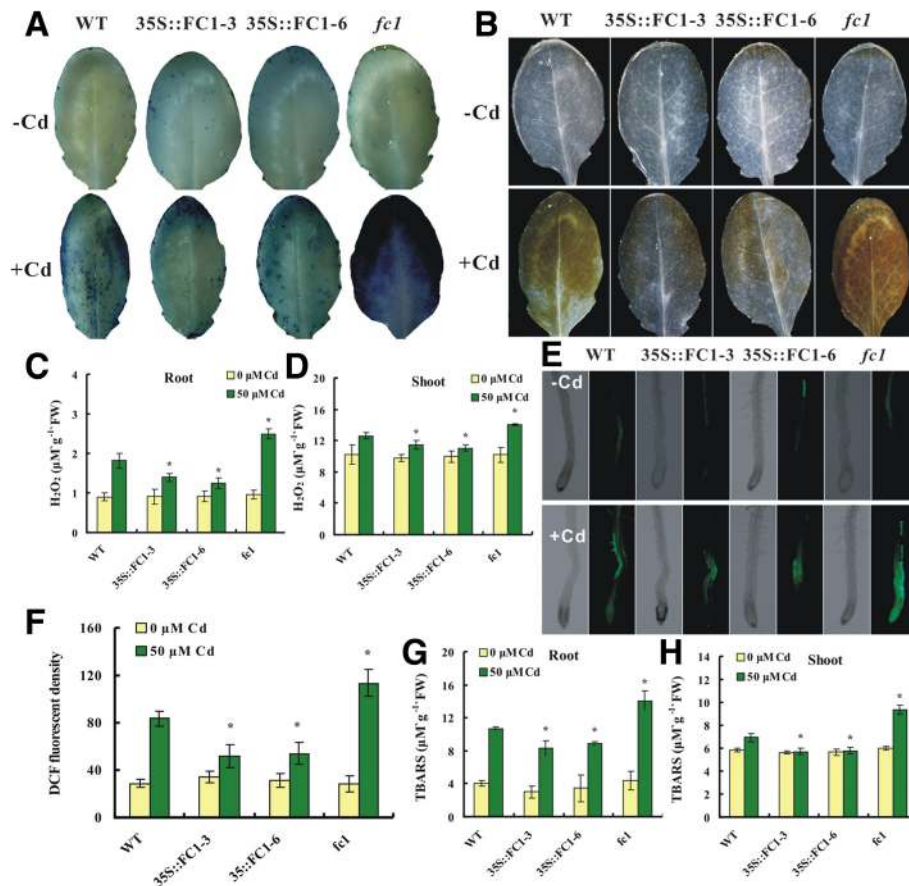 A
WT 35S::FC1-3 35S::FC1-6 fc1
-Cd
+Cd
B
WT 35S::FC1-3 35S::FC1-6 fc1
-Cd
+Cd
C
Root
0 µM Cd
50 µM Cd
H₂O₂ (µM·g⁻¹·FW)
4
3
2
1
0
WT 35S::FC1-3 35S::FC1-6 fc1
* * *
D
Shoot
0 µM Cd
50 µM Cd
H₂O₂ (µM·g⁻¹·FW)
20
16
12
8
4
0
WT 35S::FC1-3 35S::FC1-6 fc1
* * *
E
WT 35S::FC1-3 35S::FC1-6 fc1
-Cd
+Cd
F
0 µM Cd
50 µM Cd
DCF fluorescent density
160
120
80
40
0
WT 35S::FC1-3 35::FC1-6 fc1
* * *
G
Root
0 µM Cd
50 µM Cd
TBARS (µM·g⁻¹·FW)
20
16
12
8
4
0
WT 35S::FC1-3 35S::FC1-6 fc1
* * *
H
Shoot
0 µM Cd
50 µM Cd
TBARS (µM·g⁻¹·FW)
14
12
10
8
6
4
2
0
WT 35S::FC1-3 35S::FC1-6 fc1
* * *